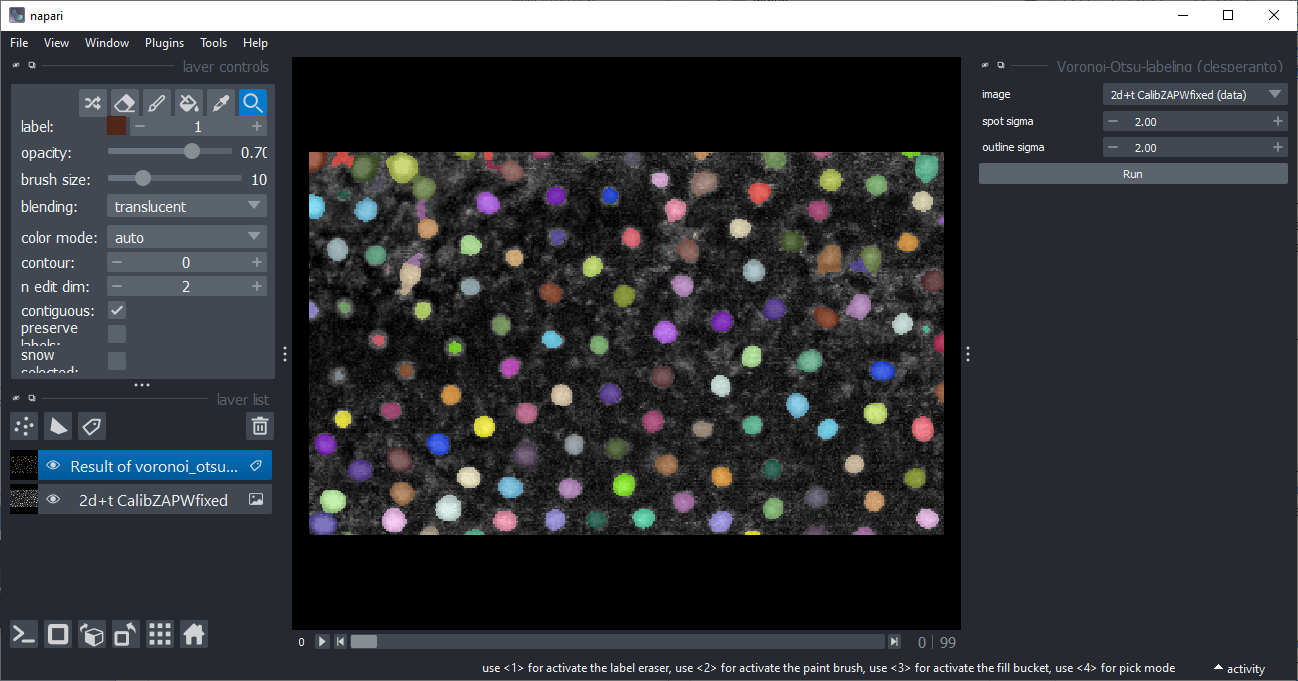 napari
File View Window Plugins Tools Help
layer controls
label: 1
opacity: 0.70
brush size: 10
blending: translucent
color mode: auto
contour: 0
n edit dim: 2
contiguous:
preserve
labels:
show
selected:
layer list
Result of voronoi_otsu...
2d+t CalibZAPWfixed
0
0 | 99
Voronoi-Otsu-labeling (clesperanto)
image 2d+t CalibZAPWfixed (data)
spot sigma 2.00
outline sigma 2.00
Run
use <1> for activate the label eraser, use <2> for activate the paint brush, use <3> for activate the fill bucket, use <4> for pick mode
activity